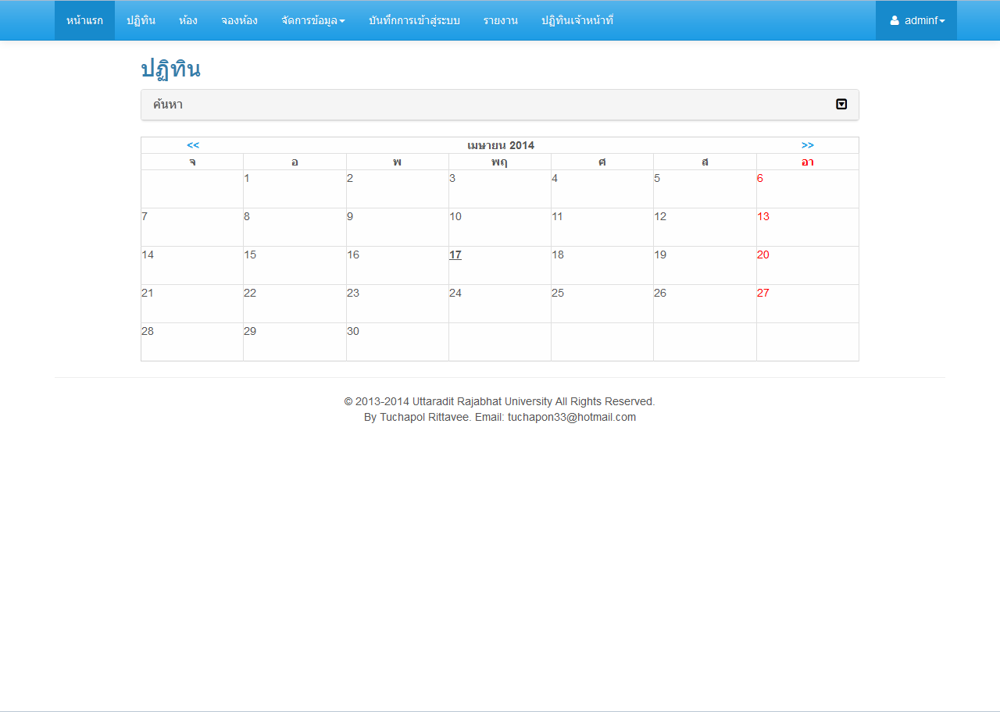 หน้าแรก ปฏิทิน ห้อง จองห้อง จัดการข้อมูล บันทึกการเข้าสู่ระบบ รายงาน ปฏิทินเจ้าหน้าที่ adminf
ปฏิทิน
ค้นหา
<< เมษายน 2014 >>
จ อ พ พฤ ศ ส อา
1 2 3 4 5 6
7 8 9 10 11 12 13
14 15 16 17 18 19 20
21 22 23 24 25 26 27
28 29 30
© 2013-2014 Uttaradit Rajabhat University All Rights Reserved.
By Tuchapol Rittavee. Email: tuchapon33@hotmail.com